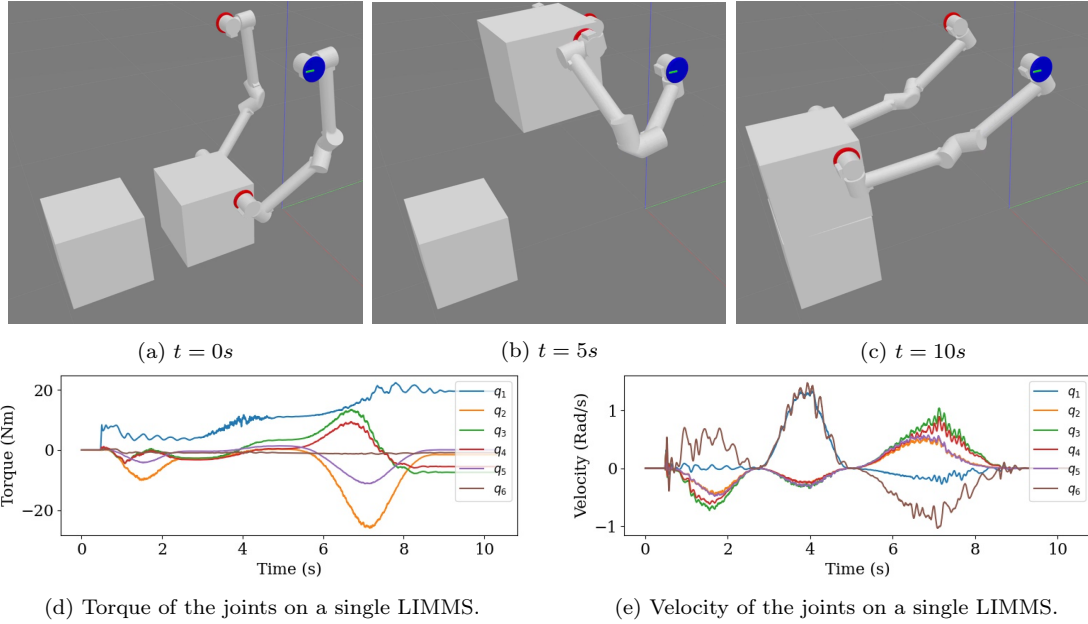 (a) t = 0s
(b) t = 5s
(c) t = 10s
Torque (Nm)
20
0
−20
0 2 4 6 8 10
Time (s)
q1
q2
q3
q4
q5
q6
Velocity (Rad/s)
1
0
−1
0 2 4 6 8 10
Time (s)
q1
q2
q3
q4
q5
q6
(d) Torque of the joints on a single LIMMS.
(e) Velocity of the joints on a single LIMMS.